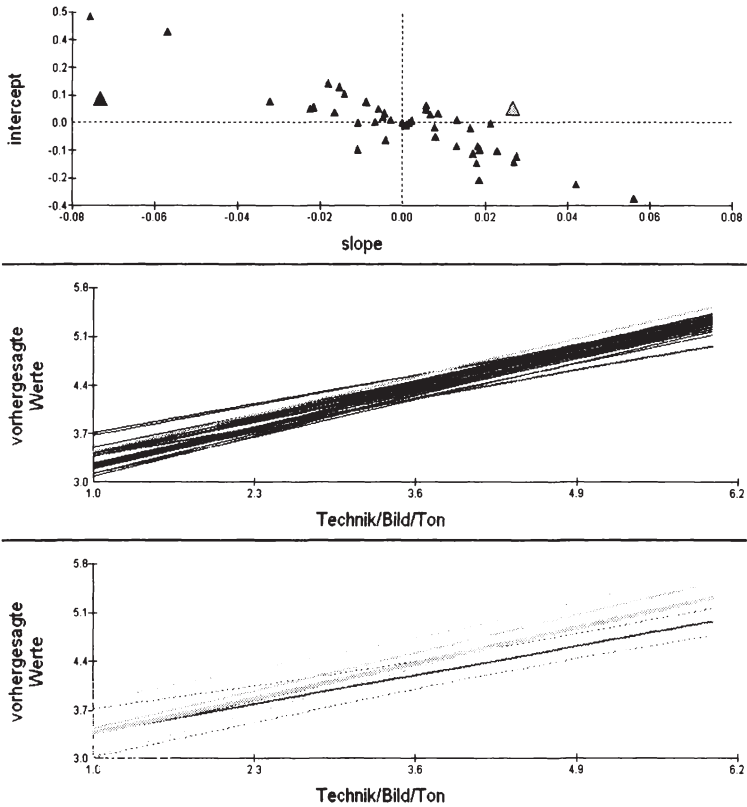 0.5
0.4
intercept
0.2
0.1
0.0
-0.1
-0.2
-0.4
-0.08 -0.06 -0.04 -0.02 0.00 0.02 0.04 0.06 0.08
slope
5.8
5.1
vorhergesagte
Werte
4.4
3.7
3.0
1.0 2.3 3.6 4.9 6.2
Technik/Bild/Ton
5.8
5.1
vorhergesagte
Werte
4.4
3.7
3.0
1.0 2.3 3.6 4.9 6.2
Technik/Bild/Ton